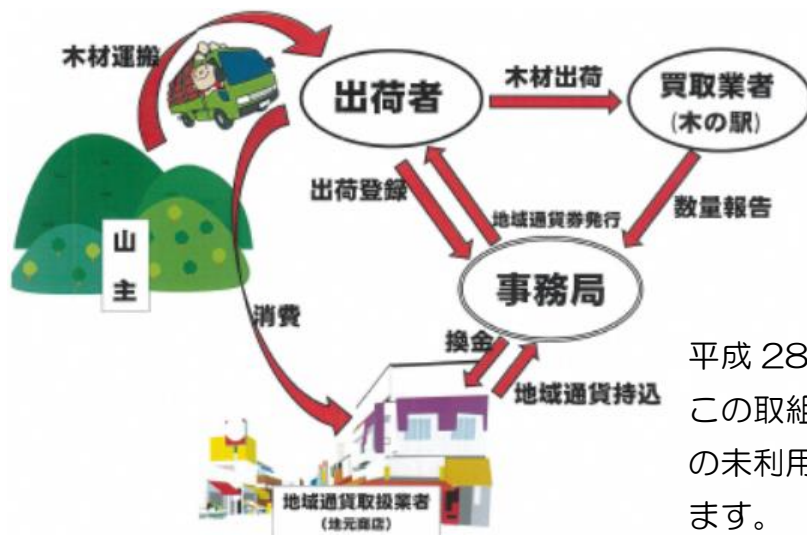 木材運搬
出荷者
木材出荷
買取業者
(木の駅)
出荷登録
地域通貨券発行
数量報告
山
主
事務局
消費
換金
地域通貨持込
地域通貨取扱業者
(地元商店)
平成 28
この取組
の未利用
ます。